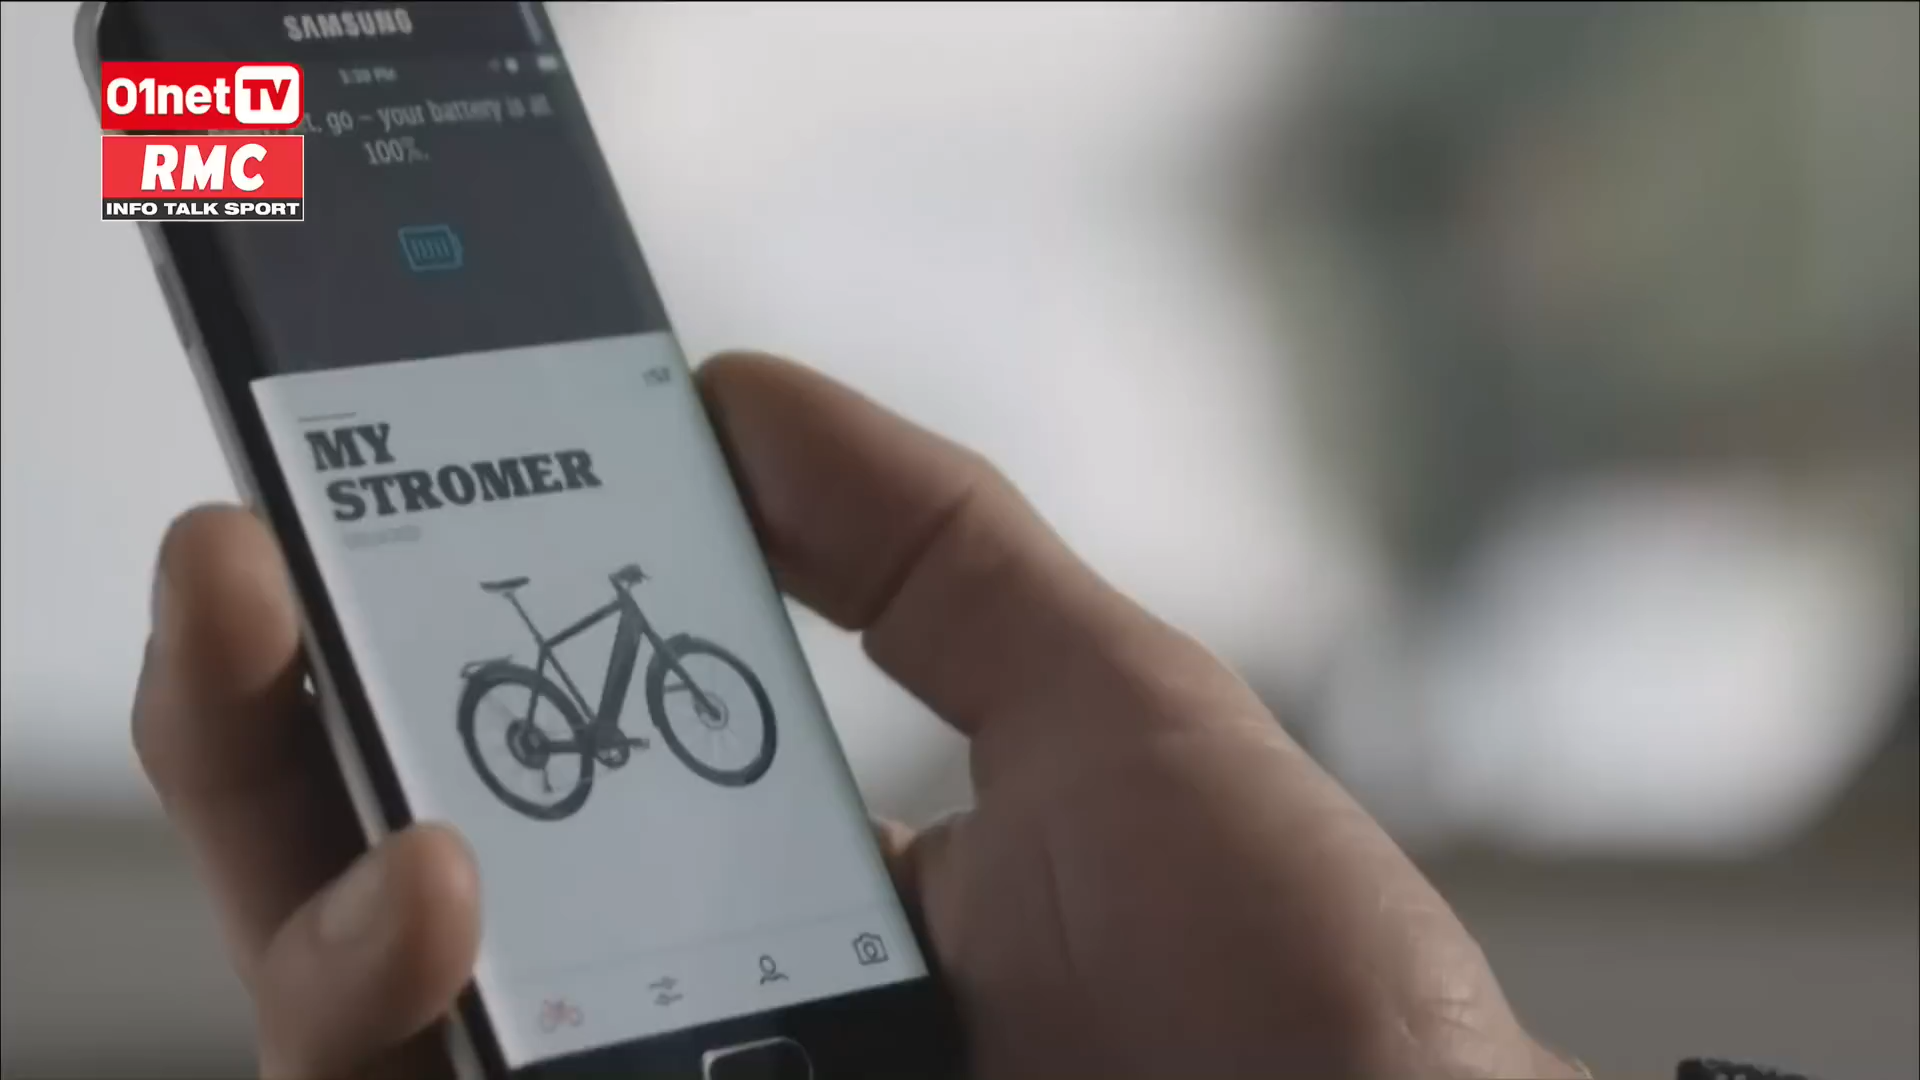 SAMSUNG
01net TV
RMC
INFO TALK SPORT
go – your battery is at
100%.
MY
STROMER